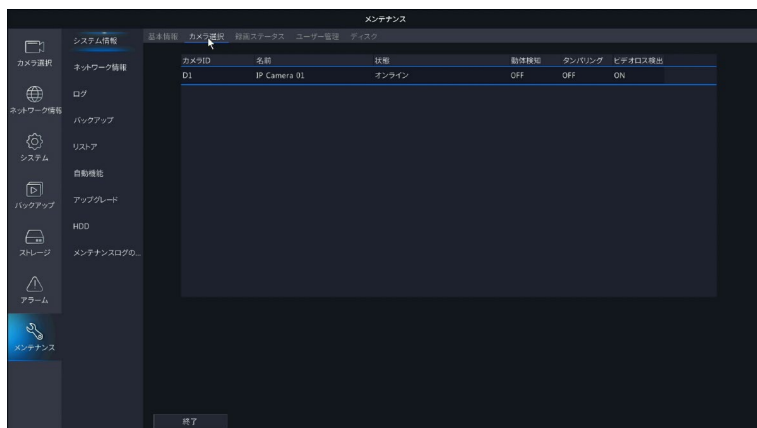 メンテナンス
基本情報 カメラ選択 録画ステータス ユーザー管理 ディスク
カメラ選択
ネットワーク情報
システム
バックアップ
ストレージ
アラーム
メンテナンス
システム情報
ネットワーク情報
ログ
バックアップ
リストア
自動機能
アップグレード
HDD
メンテナンスログの...
カメラID 名前 状態 動体検知 タンパリング ビデオロス検出
D1 IP Camera 01 オンライン OFF OFF ON
終了